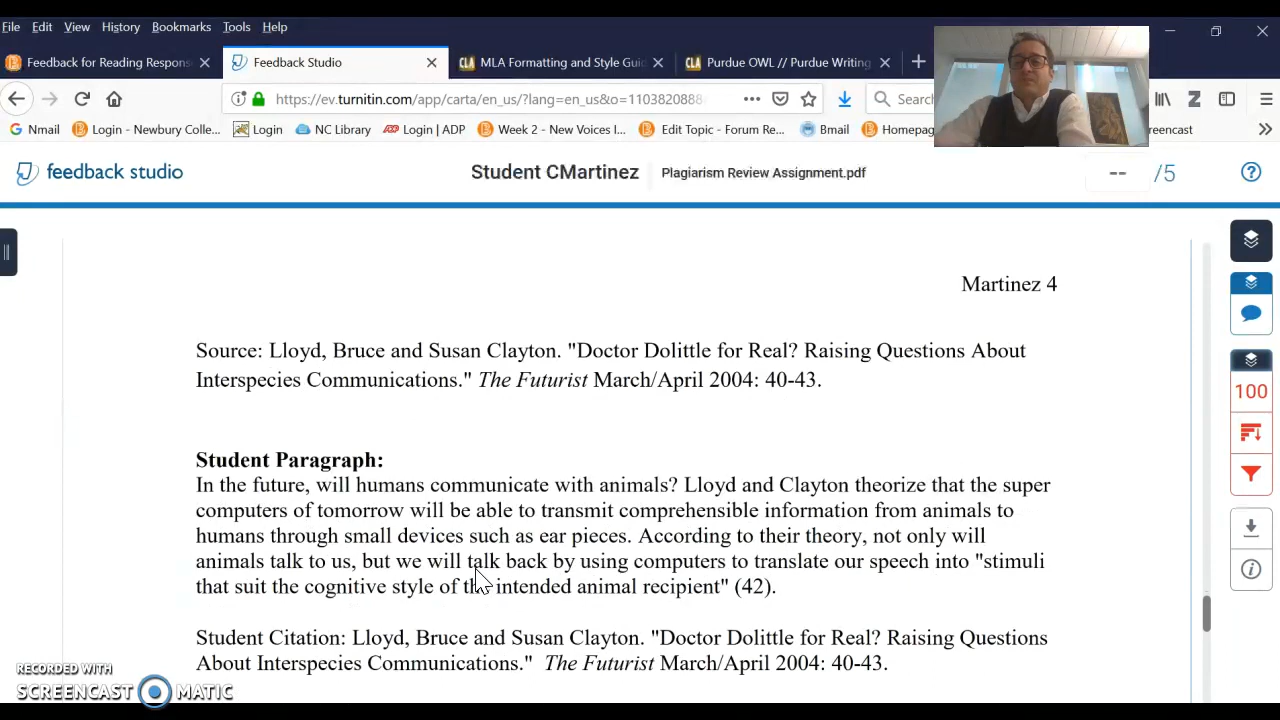 File Edit View History Bookmarks Tools Help
Feedback for Reading Respons
Feedback Studio
MLA Formatting and Style Gui
Purdue OWL // Purdue Writing
https://ev.turnitin.com/app/carta/en_us/?lang=en_us&o=1103820888
Searc
Nmail
Login - Newbury Colle...
Login
NC Library
Login | ADP
Week 2 - New Voices I...
Edit Topic - Forum Re...
Bmail
Homepag
creencast
feedback studio
Student CMartinez
Plagiarism Review Assignment.pdf
-- /5
Martinez 4
Source: Lloyd, Bruce and Susan Clayton. "Doctor Dolittle for Real? Raising Questions About
Interspecies Communications." The Futurist March/April 2004: 40-43.
100
Student Paragraph:
In the future, will humans communicate with animals? Lloyd and Clayton theorize that the super
computers of tomorrow will be able to transmit comprehensible information from animals to
humans through small devices such as ear pieces. According to their theory, not only will
animals talk to us, but we will talk back by using computers to translate our speech into "stimuli
that suit the cognitive style of the intended animal recipient" (42).
Student Citation: Lloyd, Bruce and Susan Clayton. "Doctor Dolittle for Real? Raising Questions
About Interspecies Communications." The Futurist March/April 2004: 40-43.
RECORDED WITH
SCREENCAST MATIC